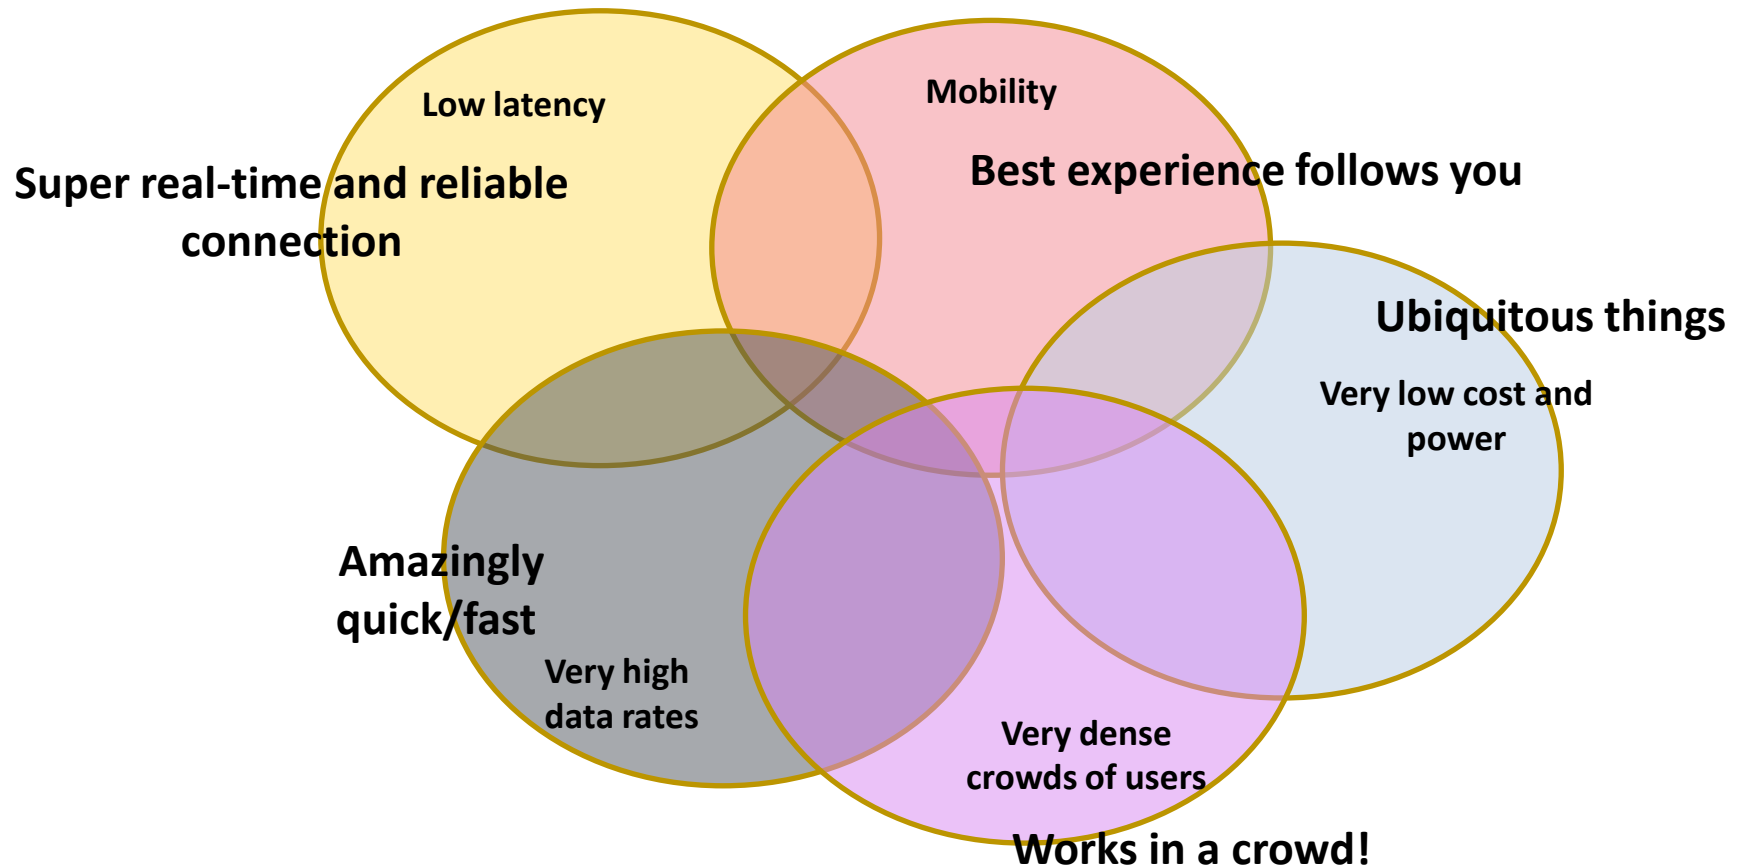 Low latency
Mobility
Super real-time and reliable
connection
Best experience follows you
Ubiquitous things
Very low cost and
power
Amazingly
quick/fast
Very high
data rates
Very dense
crowds of users
Works in a crowd!